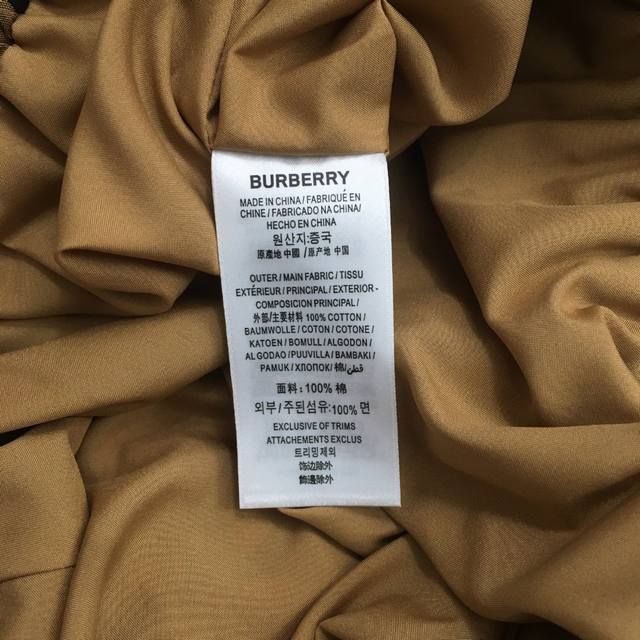 BURBERRY
MADE IN CHINA/FABRIQUÉ EN
CHINE/FABRICADO NA CHINA/
HECHO EN CHINA
원산지:중국
原產地 中國 /原产地 中国
OUTER/MAIN FABRIC/TISSU
EXTÉRIEUR/PRINCIPAL/EXTERIOR-
COMPOSICION PRINCIPAL/
外部/主要材料 100% COTTON/
BAUMWOLLE/COTON/COTONE/
KATOEN/BOMULL/ALGODON/
ALGODAO/PUUVILLA/BAMBAKI/
PAMUK/ХЛОПОК/棉/قطن/
面料:100% 棉
외부/주된섬유:100% 면
EXCLUSIVE OF TRIMS
ATTACHEMENTS EXCLUS
트리밍제외
饰边除外
飾邊除外